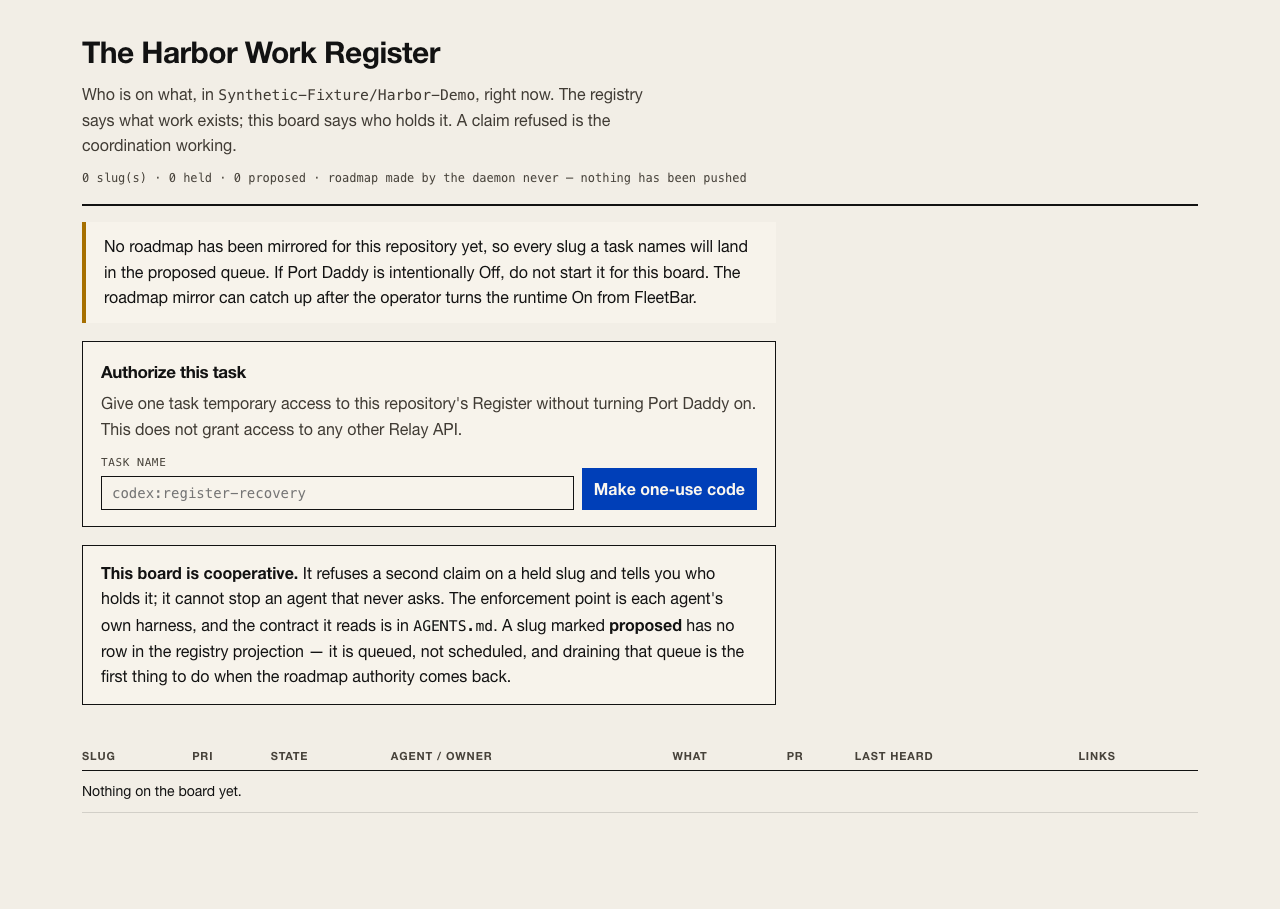 The Harbor Work Register
Who is on what, in Synthetic-Fixture/Harbor-Demo, right now. The registry
says what work exists; this board says who holds it. A claim refused is the
coordination working.
0 slug(s) · 0 held · 0 proposed · roadmap made by the daemon never — nothing has been pushed
No roadmap has been mirrored for this repository yet, so every slug a task names will land
in the proposed queue. If Port Daddy is intentionally Off, do not start it for this board. The
roadmap mirror can catch up after the operator turns the runtime On from FleetBar.
Authorize this task
Give one task temporary access to this repository's Register without turning Port Daddy on.
This does not grant access to any other Relay API.
TASK NAME
codex:register-recovery
Make one-use code
This board is cooperative. It refuses a second claim on a held slug and tells you who
holds it; it cannot stop an agent that never asks. The enforcement point is each agent's
own harness, and the contract it reads is in AGENTS.md. A slug marked proposed has no
row in the registry projection — it is queued, not scheduled, and draining that queue is the
first thing to do when the roadmap authority comes back.
SLUG PRI STATE AGENT / OWNER WHAT PR LAST HEARD LINKS
Nothing on the board yet.